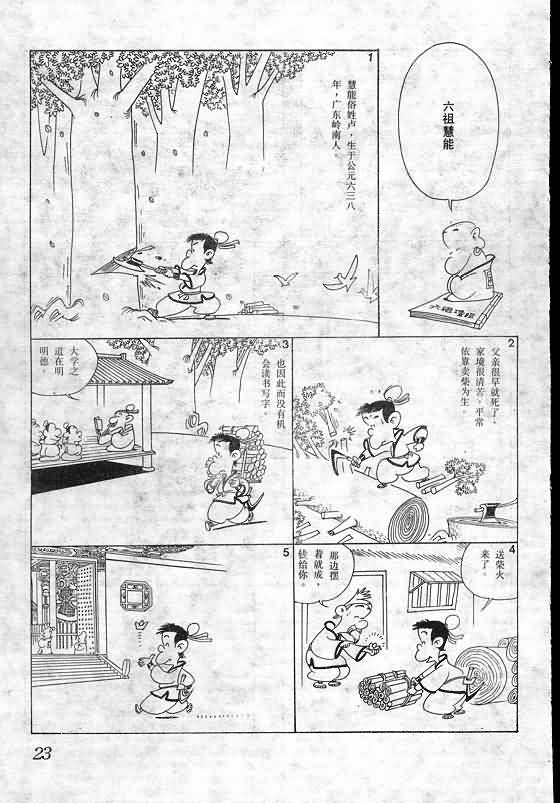 六祖慧能
六祖坛经
1
慧能俗姓卢，生于公元六三八
年，广东岭南人。
2
父亲很早就死了，
家境很清苦。平常
依靠卖柴为生
3
也因此而没有机
会读书写字。
大学之
道在明
明德。
4
送柴火
来了。
那边摆
着就成，
钱给你。
5
23